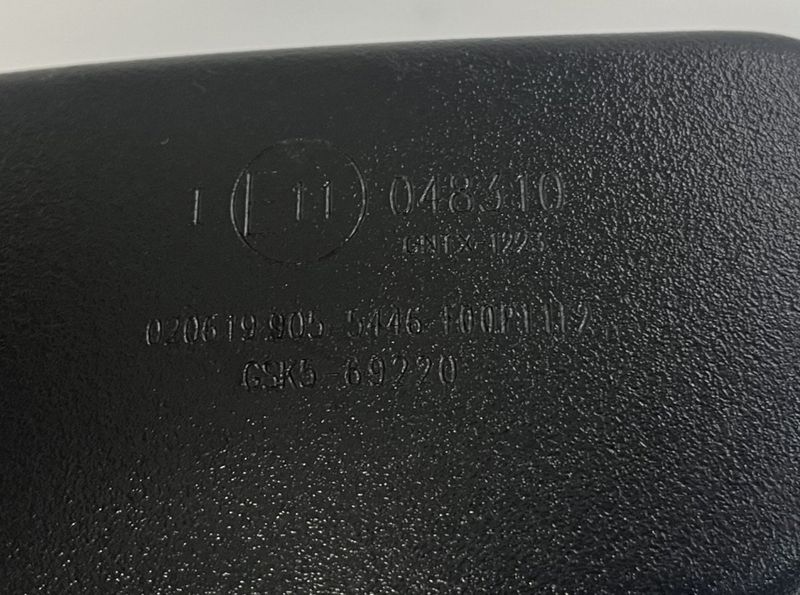 I E11 048310
GNTX-1223
020619 905 5446 100P1112
GSK5-69220